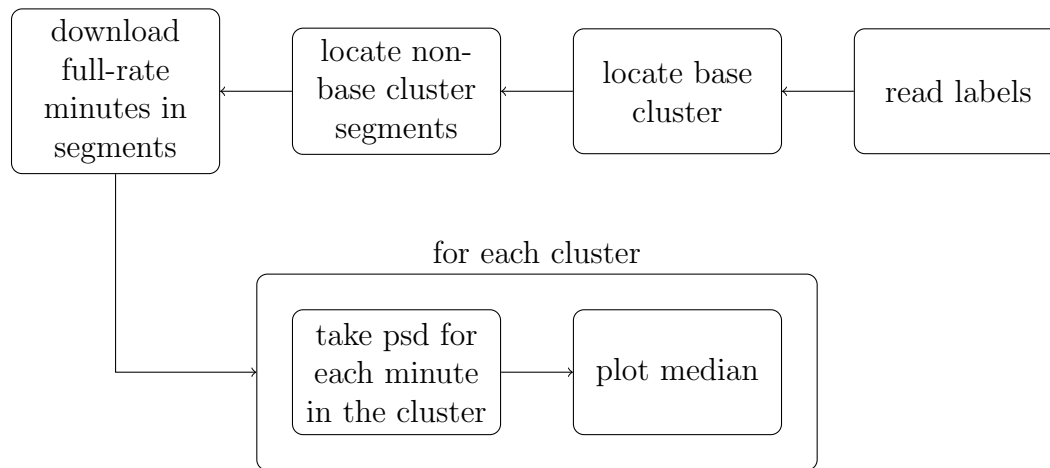 download
full-rate
minutes in
segments
locate non-
base cluster
segments
locate base
cluster
read labels
for each cluster
take psd for
each minute
in the cluster
plot median